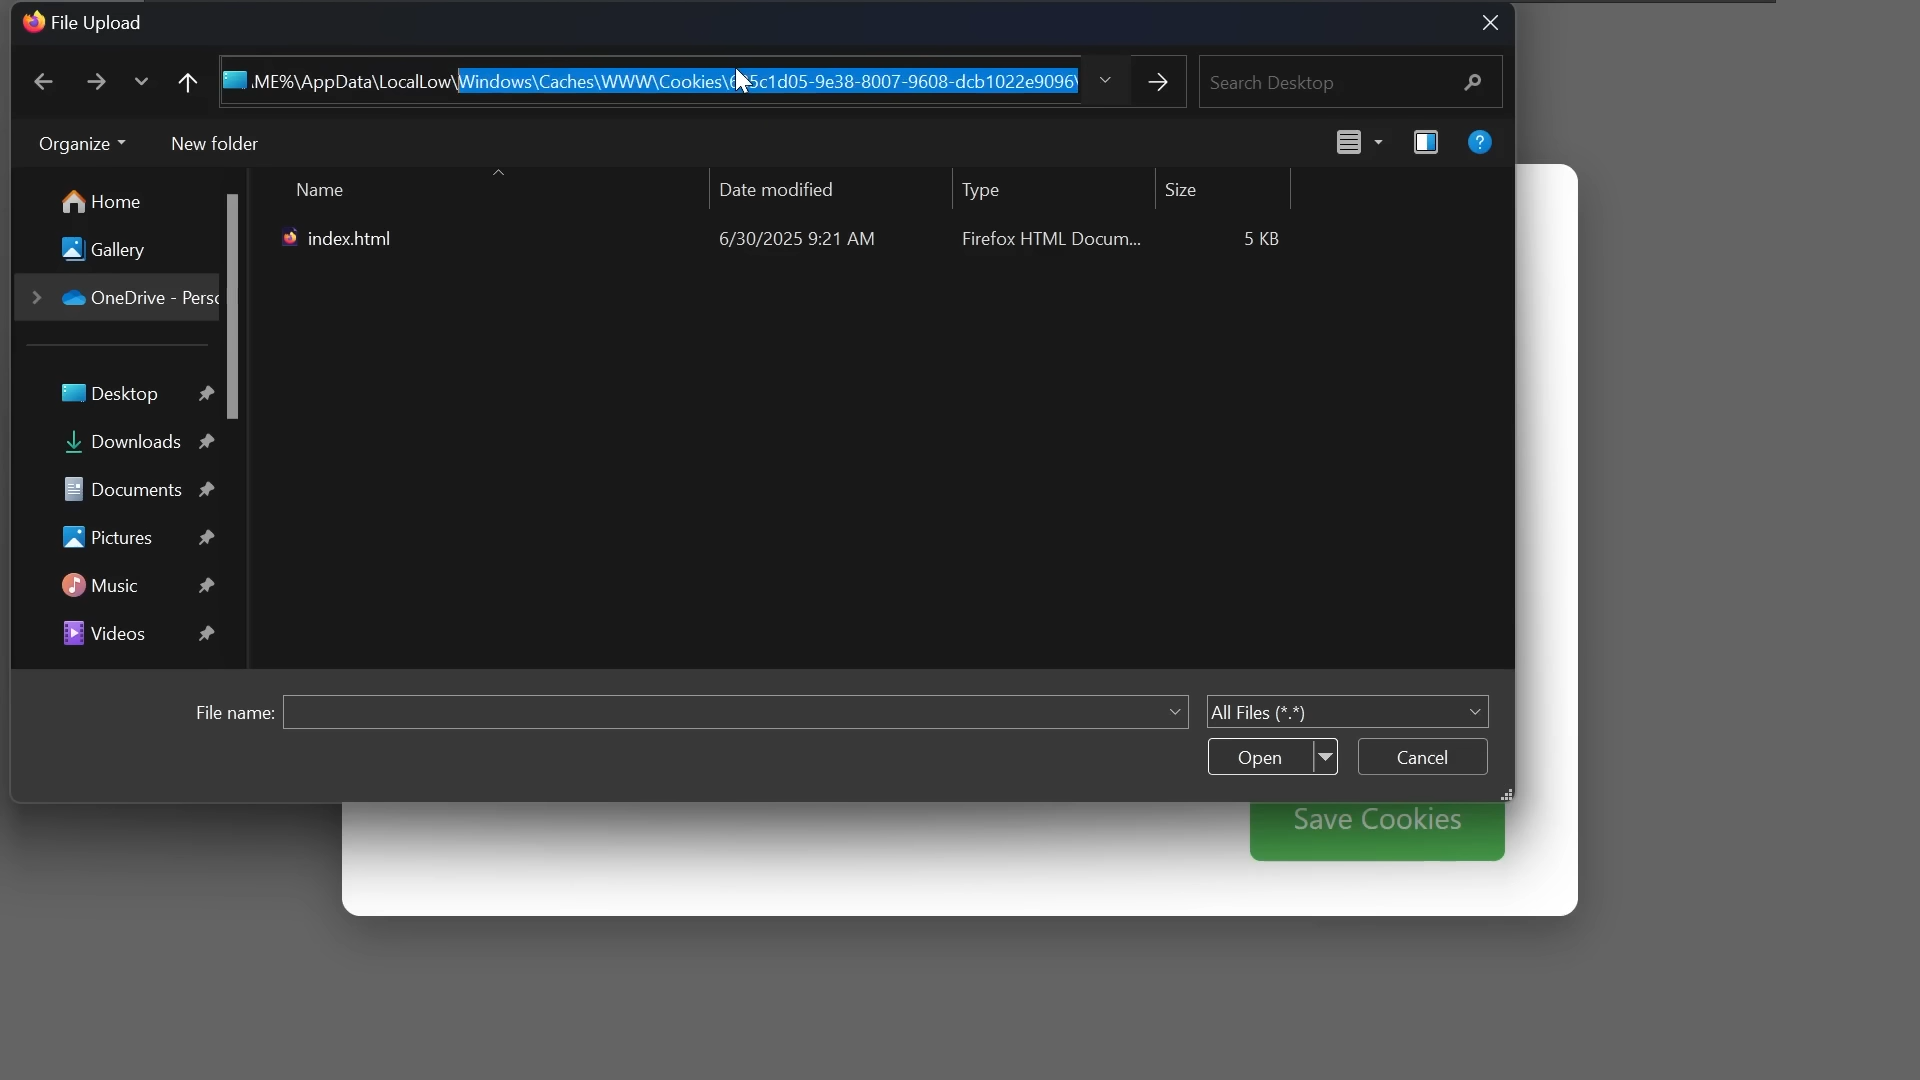 File Upload
.ME%\AppData\LocalLow\Windows\Caches\WWW\Cookies\
5c1d05-9e38-8007-9608-dcb1022e9096\
Search Desktop
Organize
New folder
Home
Gallery
OneDrive - Perso
Desktop
Downloads
Documents
Pictures
Music
Videos
Name
Date modified
Type
Size
index.html
6/30/2025 9:21 AM
Firefox HTML Docum...
5 KB
File name:
All Files (*.*)
Open
Cancel
Save Cookies